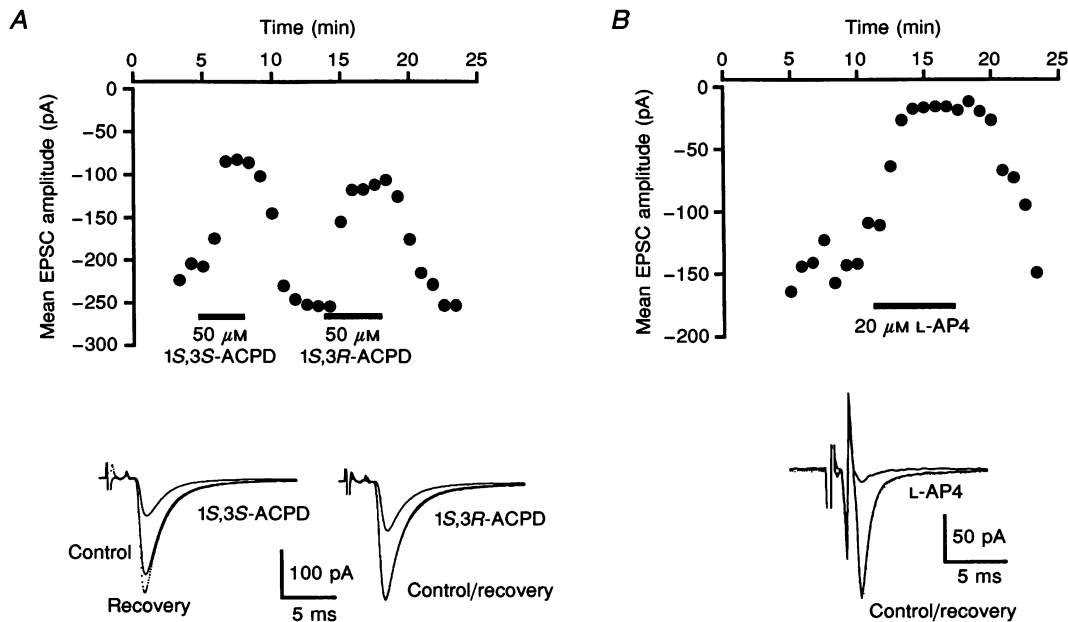 A
Time (min)
0 5 10 15 20 25
Mean EPSC amplitude (pA)
0
−50
−100
−150
−200
−250
−300
50 μM
1S,3S-ACPD
50 μM
1S,3R-ACPD
1S,3S-ACPD
Control
Recovery
1S,3R-ACPD
Control/recovery
100 pA
5 ms
B
Time (min)
0 5 10 15 20 25
Mean EPSC amplitude (pA)
0
−50
−100
−150
−200
20 μM L-AP4
L-AP4
50 pA
5 ms
Control/recovery